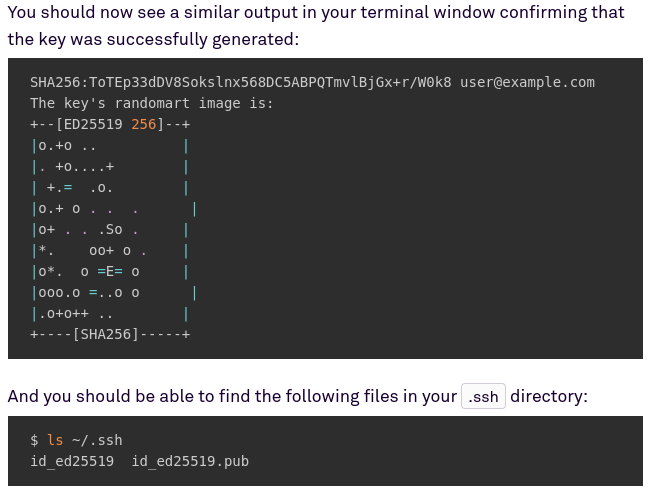 You should now see a similar output in your terminal window confirming that
the key was successfully generated:
SHA256:ToTEp33dDV8Sokslnx568DC5ABPQTmvlBjGx+r/W0k8 user@example.com
The key's randomart image is:
+--[ED25519 256]--+
|o.+o ..          |
|. +o....+        |
| +.=  .o.        |
|o.+ o . .  .      |
|o+ . . .So .     |
|*.    oo+ o .    |
|o*.  o =E= o     |
|ooo.o =..o o      |
|.o+o++ ..        |
+----[SHA256]-----+
And you should be able to find the following files in your .ssh directory:
$ ls ~/.ssh
id_ed25519  id_ed25519.pub